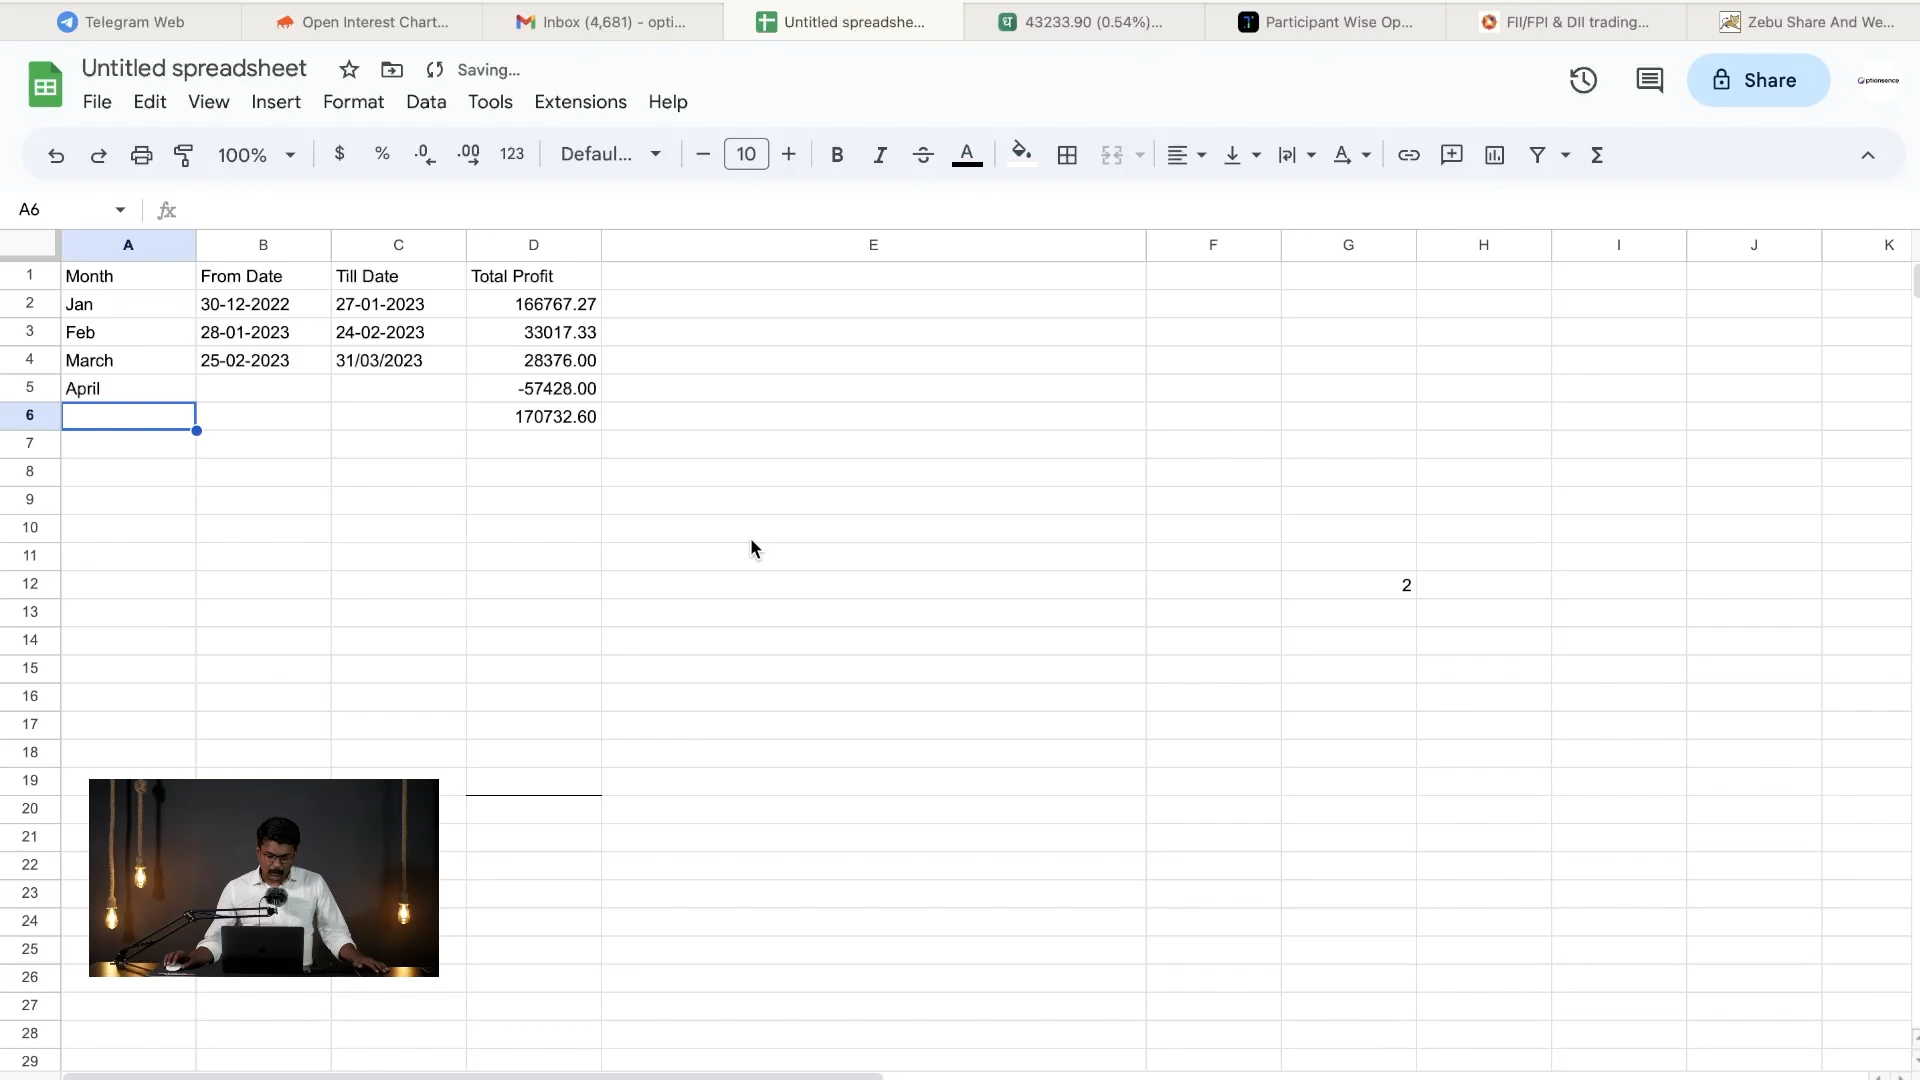 Telegram Web
Open Interest Chart...
Inbox (4,681) - opti...
Untitled spreadshe...
43233.90 (0.54%)...
Participant Wise Op...
FII/FPI & DII trading...
Zebu Share And We...
Untitled spreadsheet
Saving...
File Edit View Insert Format Data Tools Extensions Help
Share
100%
$ % .0 .00 123
Defaul...
10
B I A
A6
fx
A B C D E F G H I J K
1 Month From Date Till Date Total Profit
2 Jan 30-12-2022 27-01-2023 166767.27
3 Feb 28-01-2023 24-02-2023 33017.33
4 March 25-02-2023 31/03/2023 28376.00
5 April -57428.00
6 170732.60
7
8
9
10
11
12 2
13
14
15
16
17
18
19
20
21
22
23
24
25
26
27
28
29